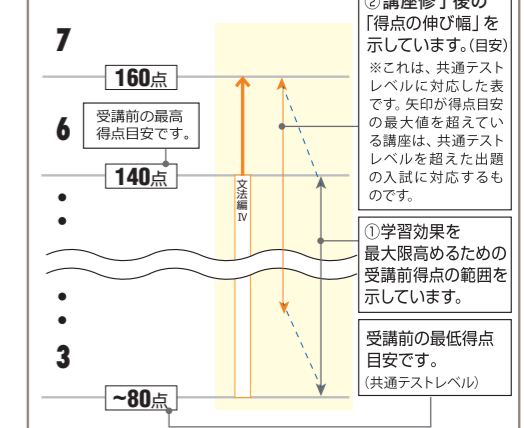 ②講座修了後の
「得点の伸び幅」を
示しています。(目安)
※これは、共通テスト
レベルに対応した表
です。矢印が得点目安
の最大値を超えてい
る講座は、共通テスト
レベルを超えた出題
の入試に対応するも
のです。
7
160点
受講前の最高
得点目安です。
6
140点
文法編Ⅳ
①学習効果を
最大限高めるための
受講前得点の範囲を
示しています。
3
受講前の最低得点
目安です。
(共通テストレベル)
~80点